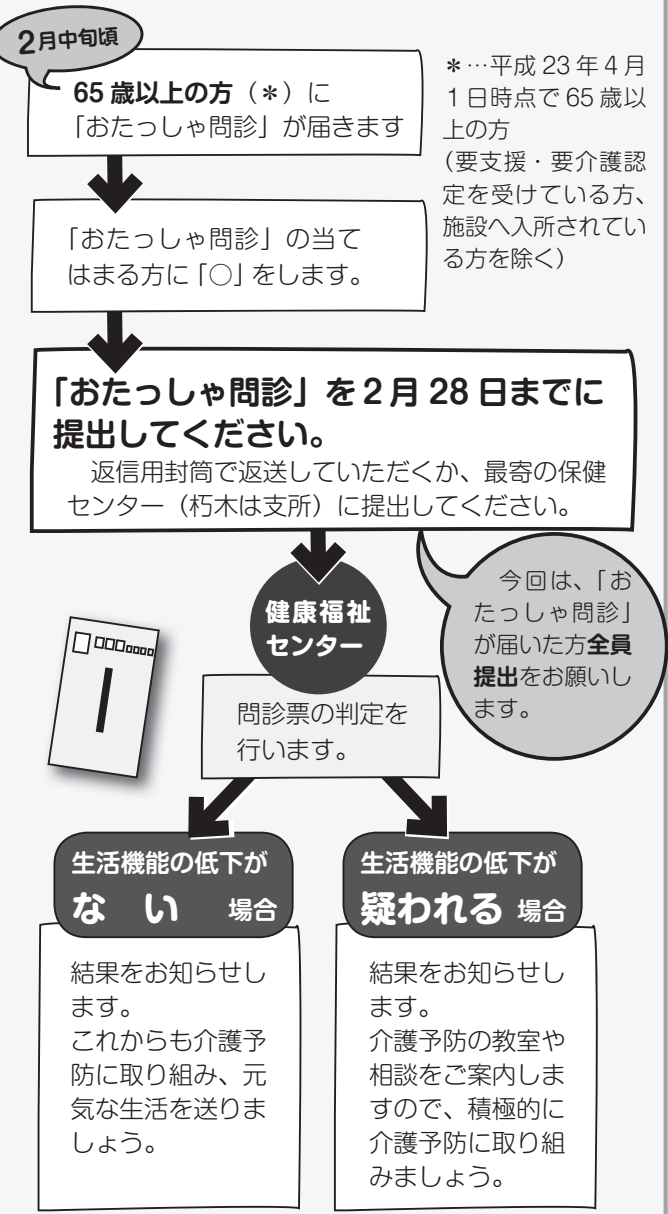 2月中旬頃
65歳以上の方(＊)に
「おたっしゃ問診」が届きます
＊…平成23年4月
1日時点で65歳以
上の方
(要支援・要介護認
定を受けている方、
施設へ入所されてい
る方を除く)
「おたっしゃ問診」の当て
はまる方に「○」をします。
「おたっしゃ問診」を2月28日までに
提出してください。
返信用封筒で返送していただくか、最寄の保健
センター(朽木は支所)に提出してください。
今回は、「お
たっしゃ問診」
が届いた方全員
提出をお願いし
ます。
健康福祉
センター
問診票の判定を
行います。
生活機能の低下が
ない 場合
結果をお知らせし
ます。
これからも介護予
防に取り組み、元
気な生活を送りま
しょう。
生活機能の低下が
疑われる 場合
結果をお知らせし
ます。
介護予防の教室や
相談をご案内しま
すので、積極的に
介護予防に取り組
みましょう。